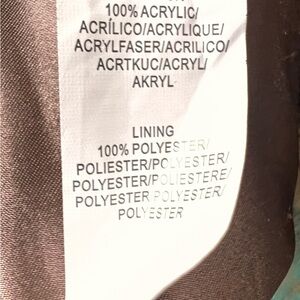 100% ACRYLIC/
ACRÍLICO/ACRYLIQUE/
ACRYLFASER/ACRILICO/
ACRTKUC/ACRYL/
AKRYL
LINING
100% POLYESTER/
POLIESTER/POLYESTER/
POLYESTER/POLIESTERE/
POLYESTER POLYESTER/
POLYESTER